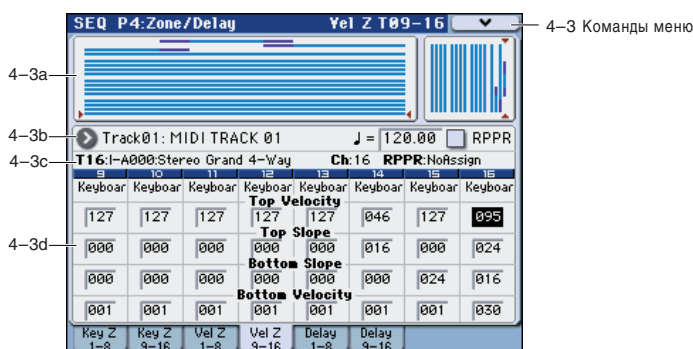 SEQ P4:Zone/Delay Vel Z T09-16
4–3 Команды меню
4–3a
4–3b
Track01: MIDI TRACK 01 ♩= 120.00 RPPR
4–3c
T16:I-A000:Stereo Grand 4-Way Ch:16 RPPR:NoAssign
9 10 11 12 13 14 15 16
Keyboar Keyboar Keyboar Keyboar Keyboar Keyboar Keyboar Keyboar
Top Velocity
127 127 127 127 127 046 127 095
Top Slope
4–3d
000 000 000 000 000 016 000 024
Bottom Slope
000 000 000 000 000 000 024 016
Bottom Velocity
001 001 001 001 001 001 001 030
Key Z 1-8 Key Z 9-16 Vel Z 1-8 Vel Z 9-16 Delay 1-8 Delay 9-16